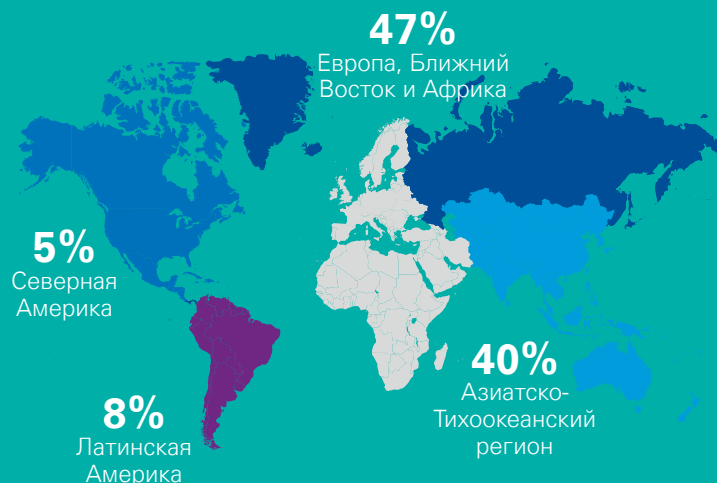 47%
Европа, Ближний
Восток и Африка
5%
Северная
Америка
40%
Азиатско-
Тихоокеанский
регион
8%
Латинская
Америка